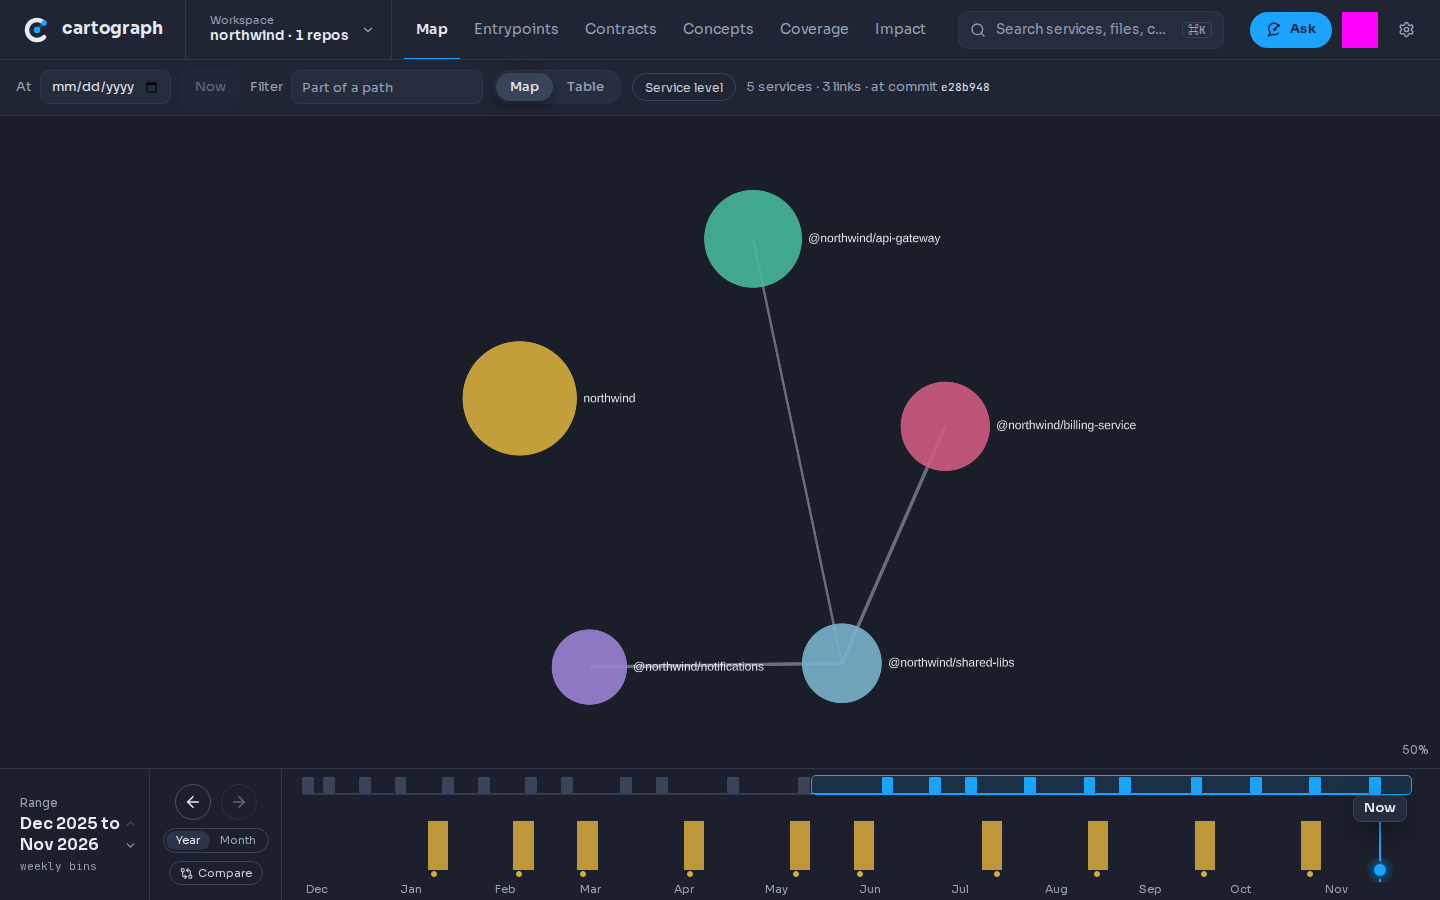 cartograph
Workspace
northwind · 1 repos
Map Entrypoints Contracts Concepts Coverage Impact
Search services, files, c... ⌘K
Ask
At mm/dd/yyyy Now Filter Part of a path Map Table Service level 5 services · 3 links · at commit e28b948
@northwind/api-gateway
northwind
@northwind/billing-service
@northwind/notifications
@northwind/shared-libs
50%
Range
Dec 2025 to
Nov 2026
weekly bins
Year Month
Compare
Now
Dec Jan Feb Mar Apr May Jun Jul Aug Sep Oct Nov